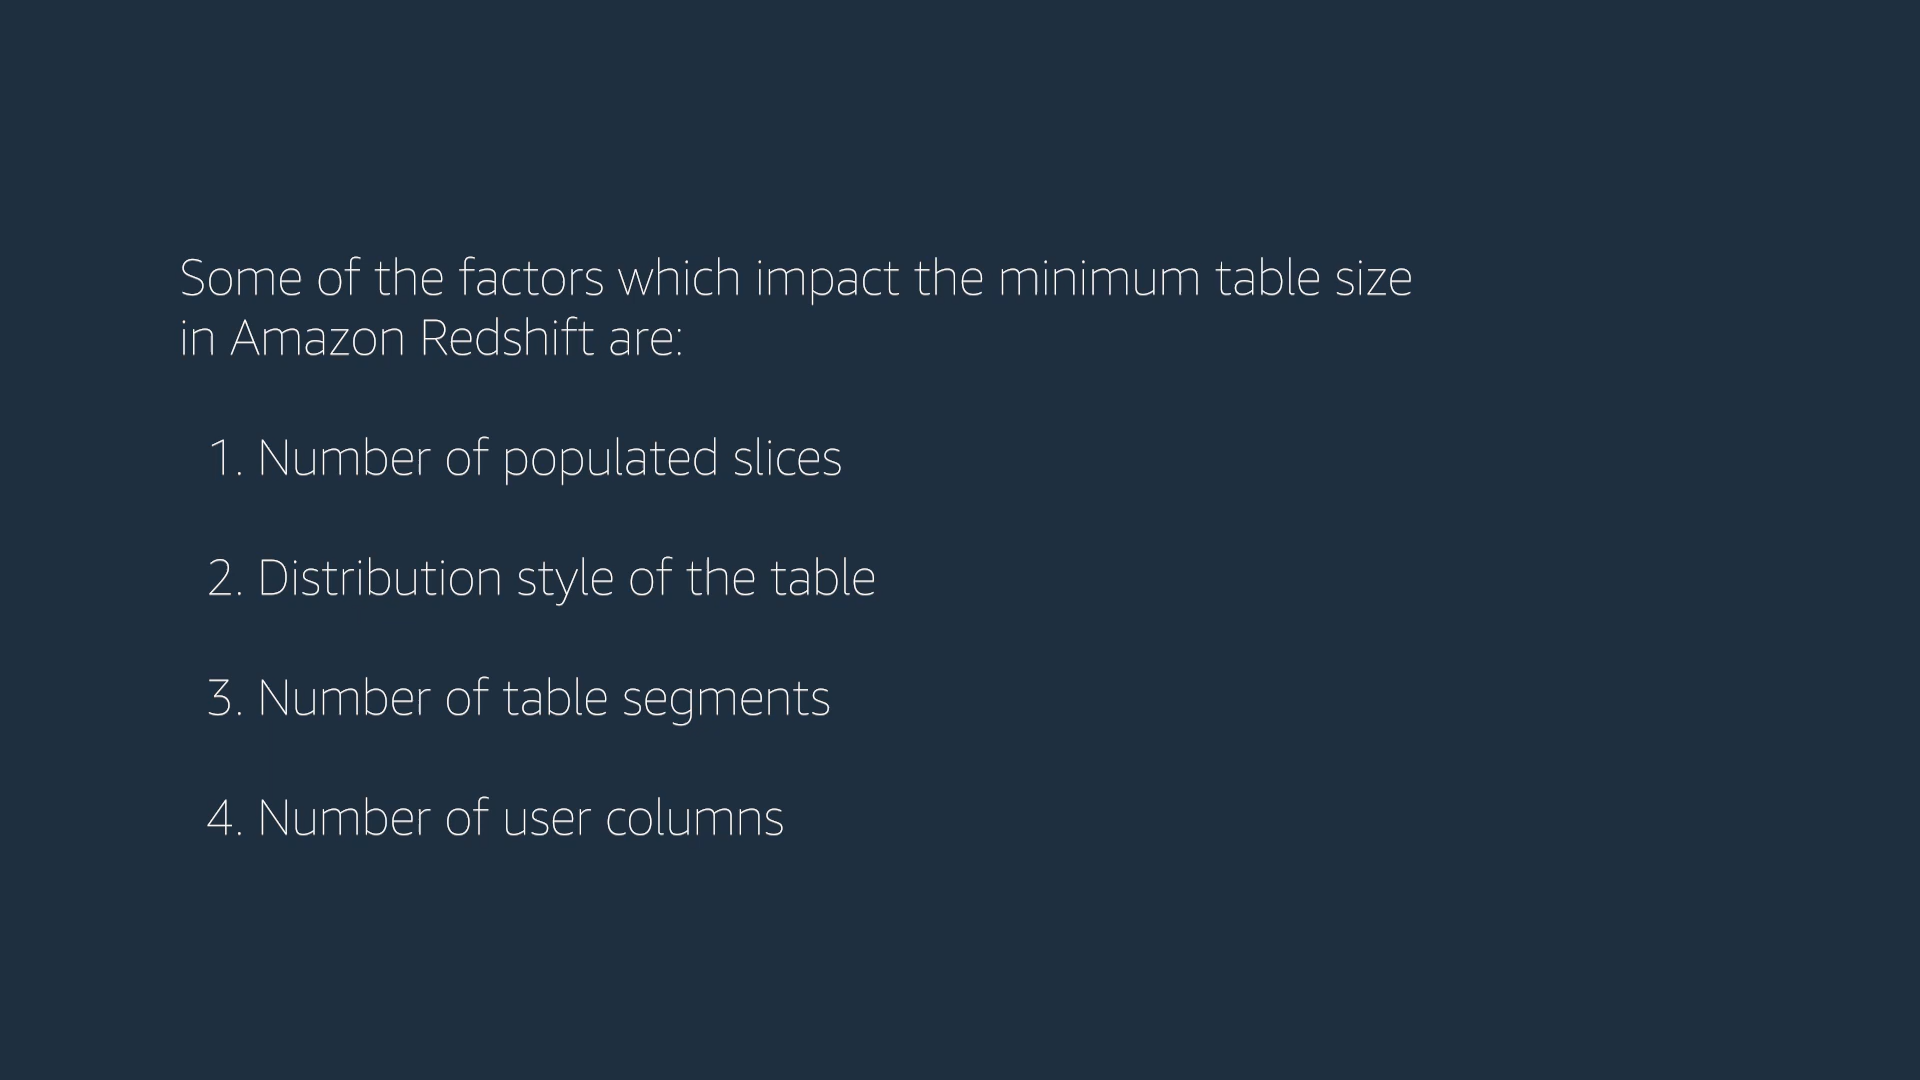 Some of the factors which impact the minimum table size
in Amazon Redshift are:
1. Number of populated slices
2. Distribution style of the table
3. Number of table segments
4. Number of user columns